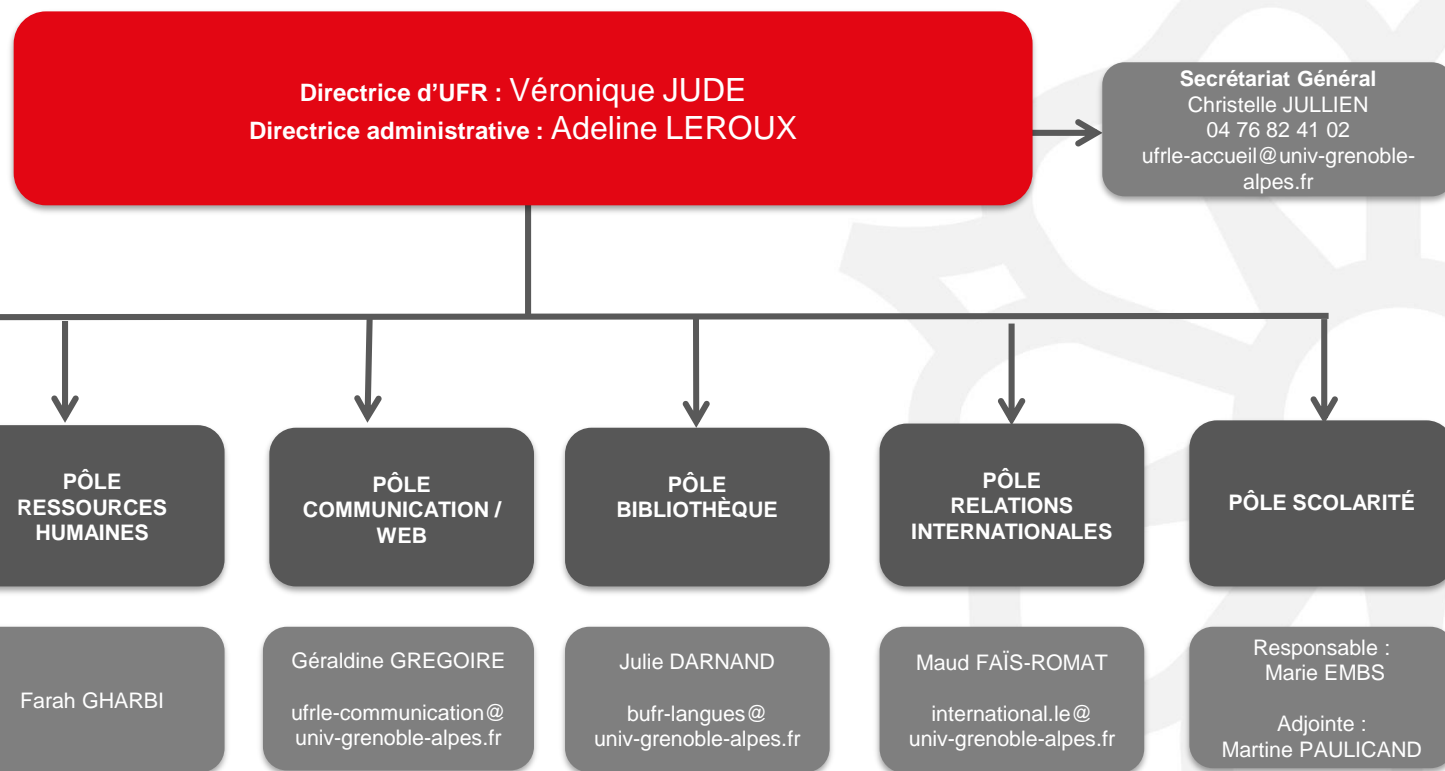 Directrice d'UFR : Véronique JUDE
Directrice administrative : Adeline LEROUX
Secrétariat Général
Christelle JULLIEN
04 76 82 41 02
ufrle-accueil@univ-grenoble-
alpes.fr
PÔLE
RESSOURCES
HUMAINES
PÔLE
COMMUNICATION /
WEB
PÔLE
BIBLIOTHÈQUE
PÔLE
RELATIONS
INTERNATIONALES
PÔLE SCOLARITÉ
Farah GHARBI
Géraldine GREGOIRE
ufrle-communication@
univ-grenoble-alpes.fr
Julie DARNAND
bufr-langues@
univ-grenoble-alpes.fr
Maud FAÏS-ROMAT
international.le@
univ-grenoble-alpes.fr
Responsable :
Marie EMBS
Adjointe :
Martine PAULICAND